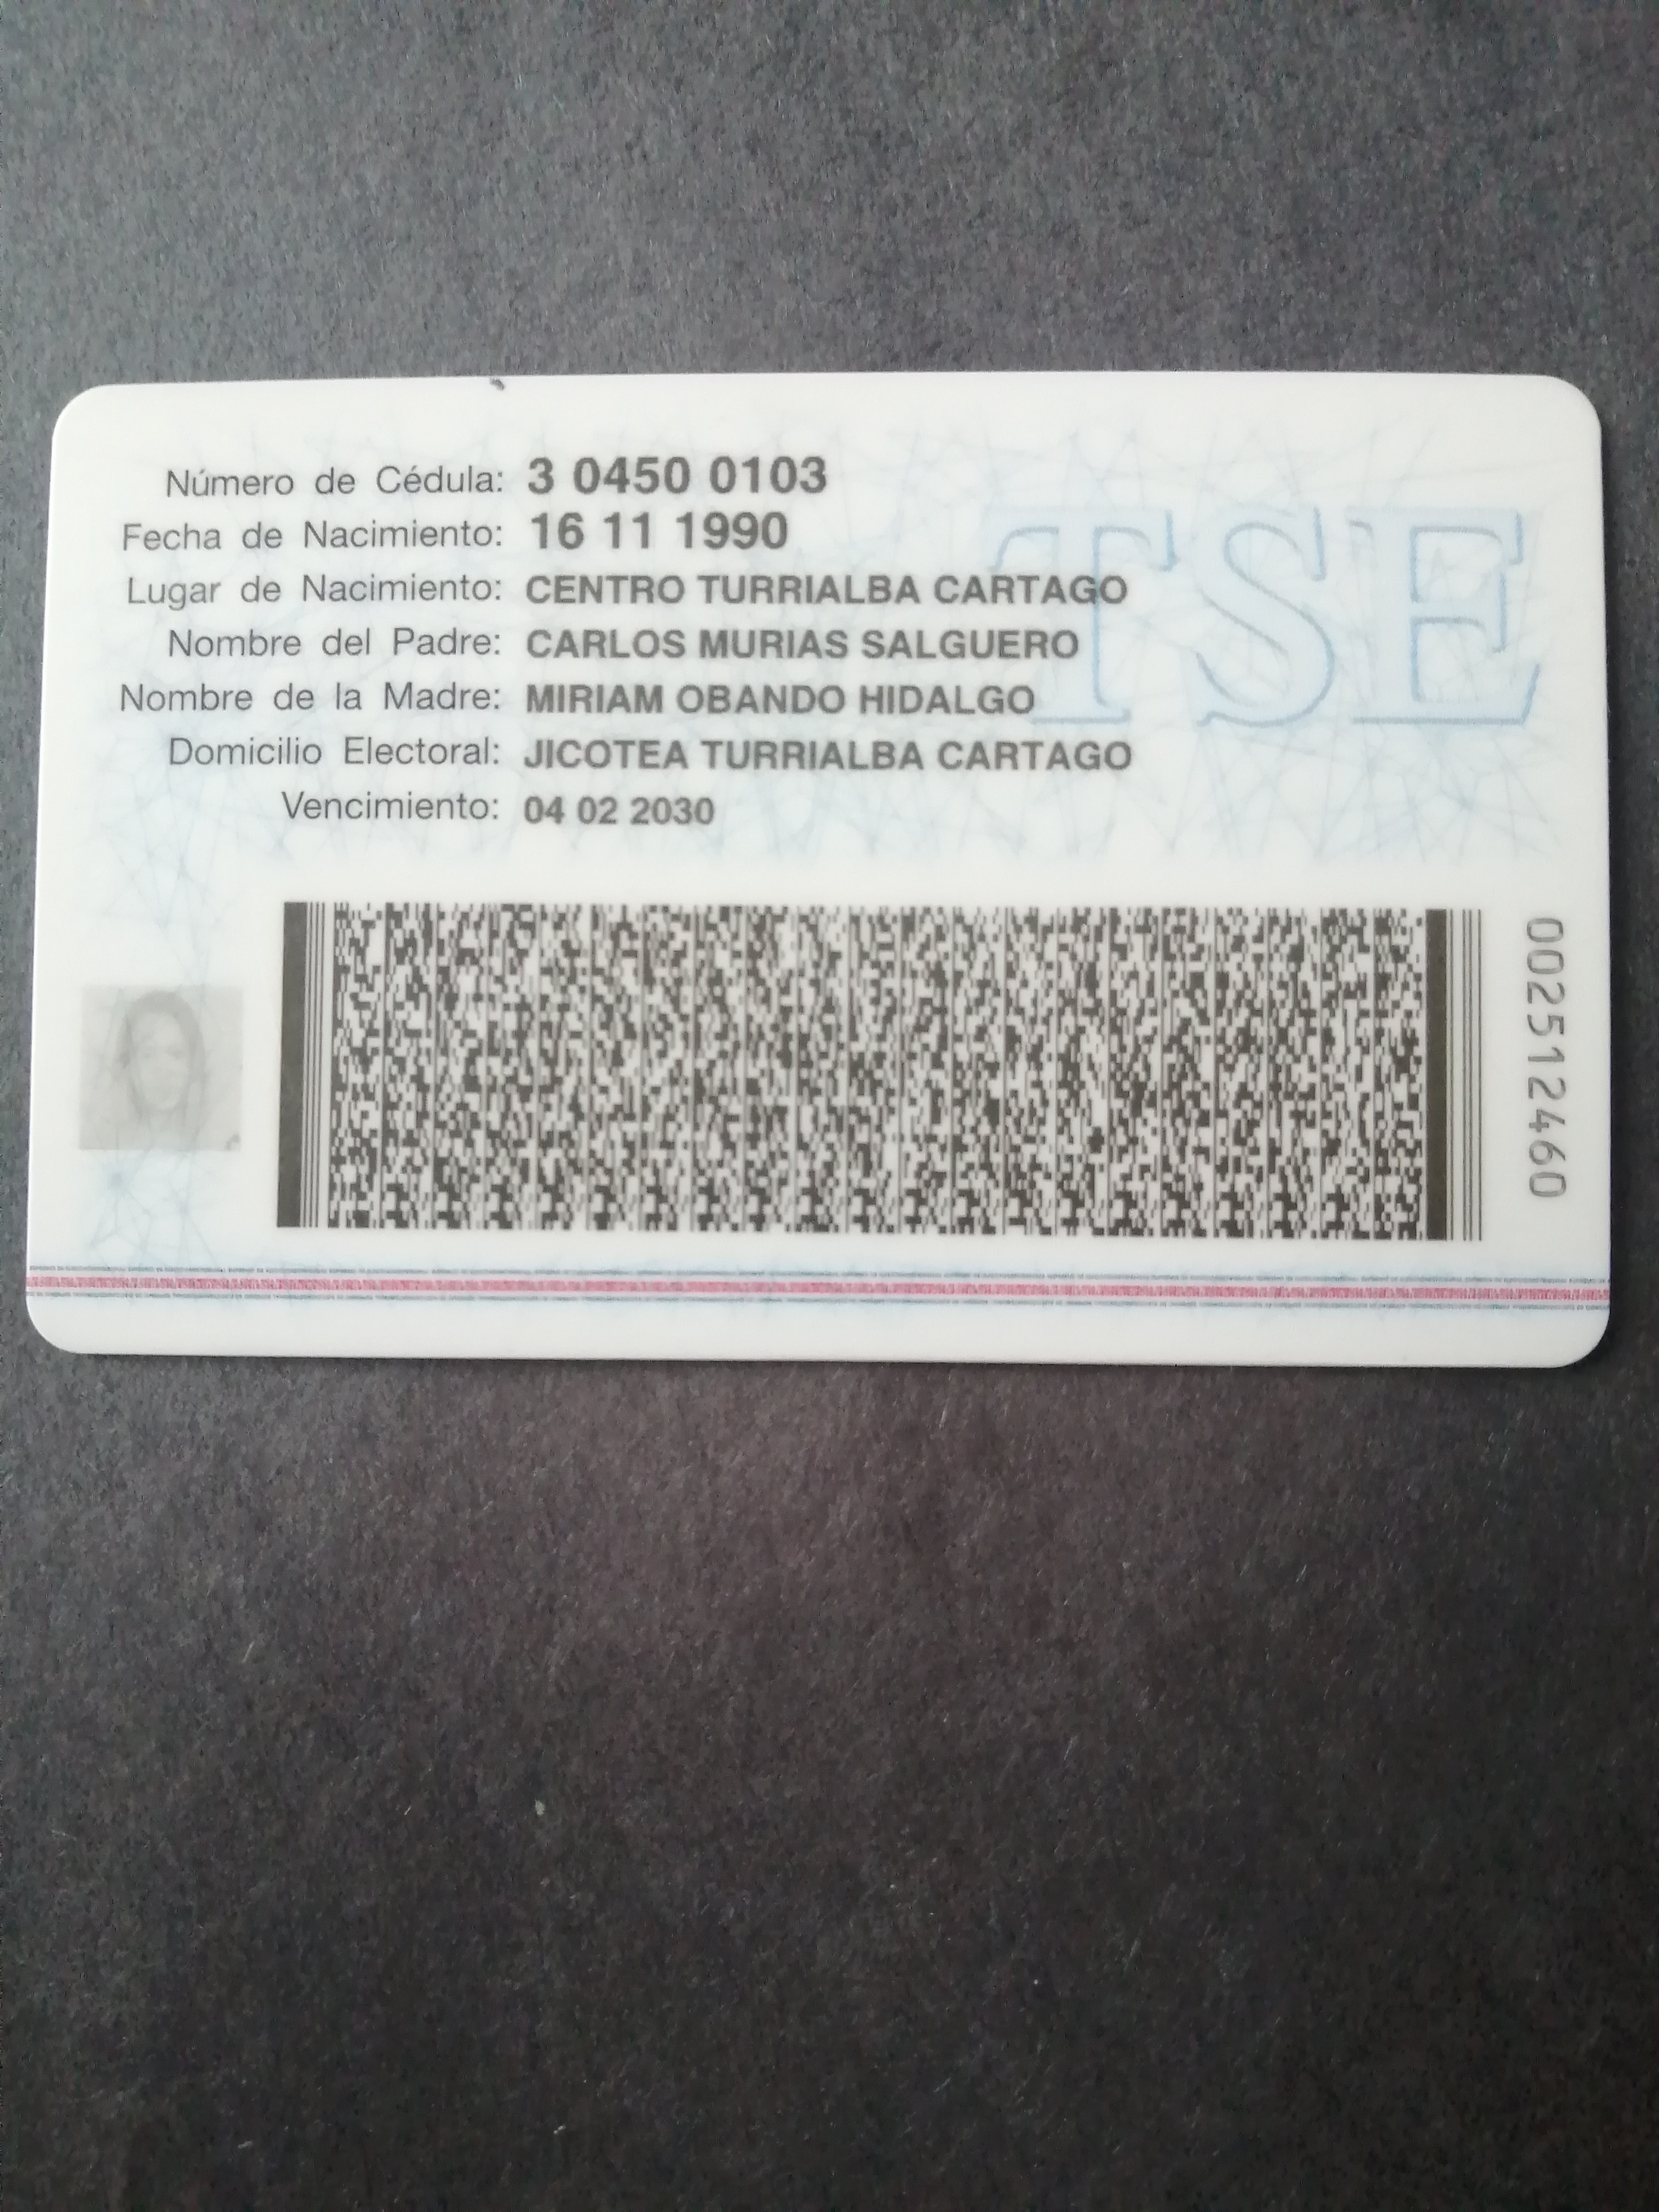 Número de Cédula: 3 0450 0103
Fecha de Nacimiento: 16 11 1990
Lugar de Nacimiento: CENTRO TURRIALBA CARTAGO
Nombre del Padre: CARLOS MURIAS SALGUERO
Nombre de la Madre: MIRIAM OBANDO HIDALGO
Domicilio Electoral: JICOTEA TURRIALBA CARTAGO
Vencimiento: 04 02 2030
TSE
002512460